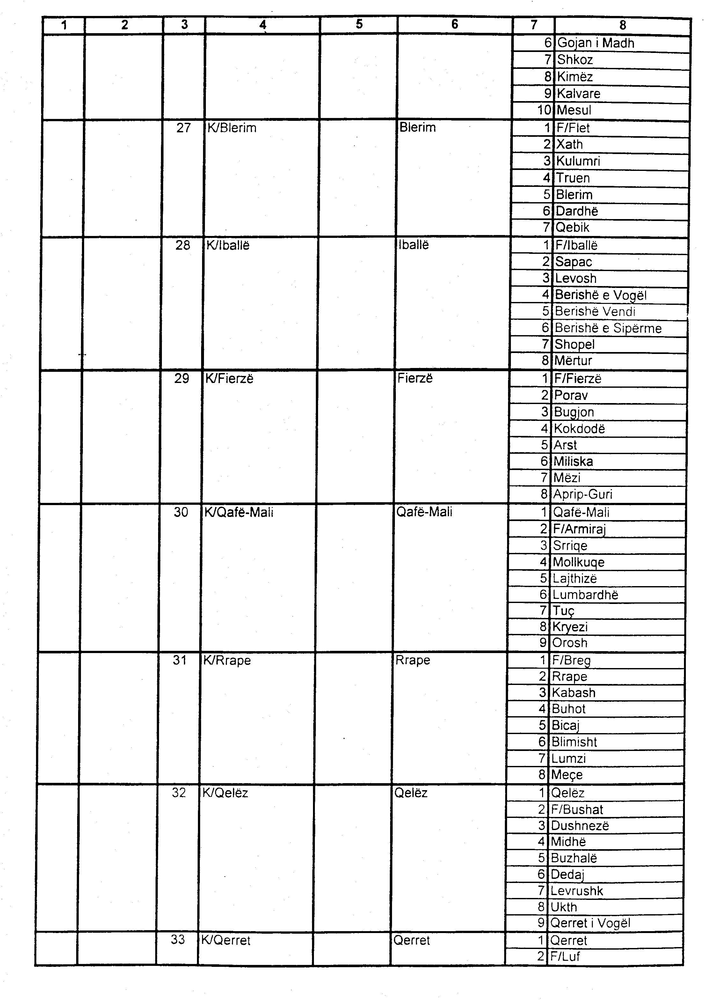 1 2 3 4 5 6 7 8
6 Gojan i Madh
7 Shkoz
8 Kimëz
9 Kalvare
10 Mesul
27 K/Blerim Blerim 1 F/Flet
2 Xath
3 Kulumri
4 Truen
5 Blerim
6 Dardhë
7 Qebik
28 K/Iballë Iballë 1 F/Iballë
2 Sapac
3 Levosh
4 Berishë e Vogël
5 Berishë Vendi
6 Berishë e Sipërme
7 Shopel
8 Mërtur
29 K/Fierzë Fierzë 1 F/Fierzë
2 Porav
3 Bugjon
4 Kokdodë
5 Arst
6 Miliska
7 Mëzi
8 Aprip-Guri
30 K/Qafë-Mali Qafë-Mali 1 Qafë-Mali
2 F/Armiraj
3 Srriqe
4 Mollkuqe
5 Lajthizë
6 Lumbardhë
7 Tuç
8 Kryezi
9 Orosh
31 K/Rrape Rrape 1 F/Breg
2 Rrape
3 Kabash
4 Buhot
5 Bicaj
6 Blimisht
7 Lumzi
8 Meçe
32 K/Qelëz Qelëz 1 Qelëz
2 F/Bushat
3 Dushnezë
4 Midhë
5 Buzhalë
6 Dedaj
7 Levrushk
8 Ukth
9 Qerret i Vogël
33 K/Qerret Qerret 1 Qerret
2 F/Luf